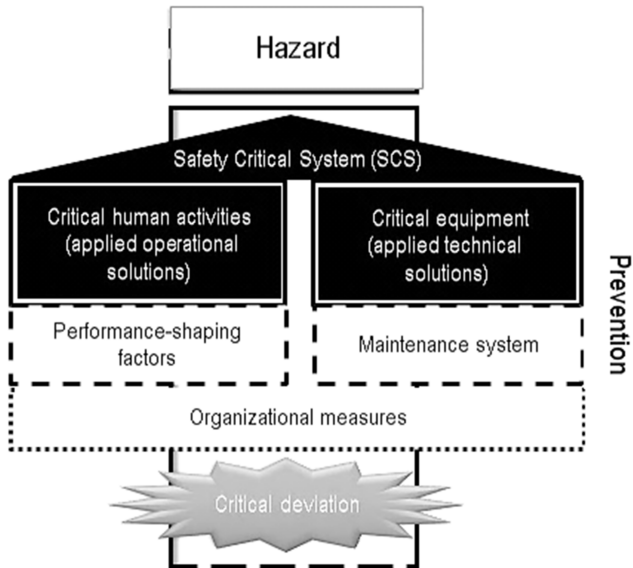 Hazard
Safety Critical System (SCS)
Critical human activities
(applied operational
solutions)
Critical equipment
(applied technical
solutions)
Prevention
Performance-shaping
factors
Maintenance system
Organizational measures
Critical deviation